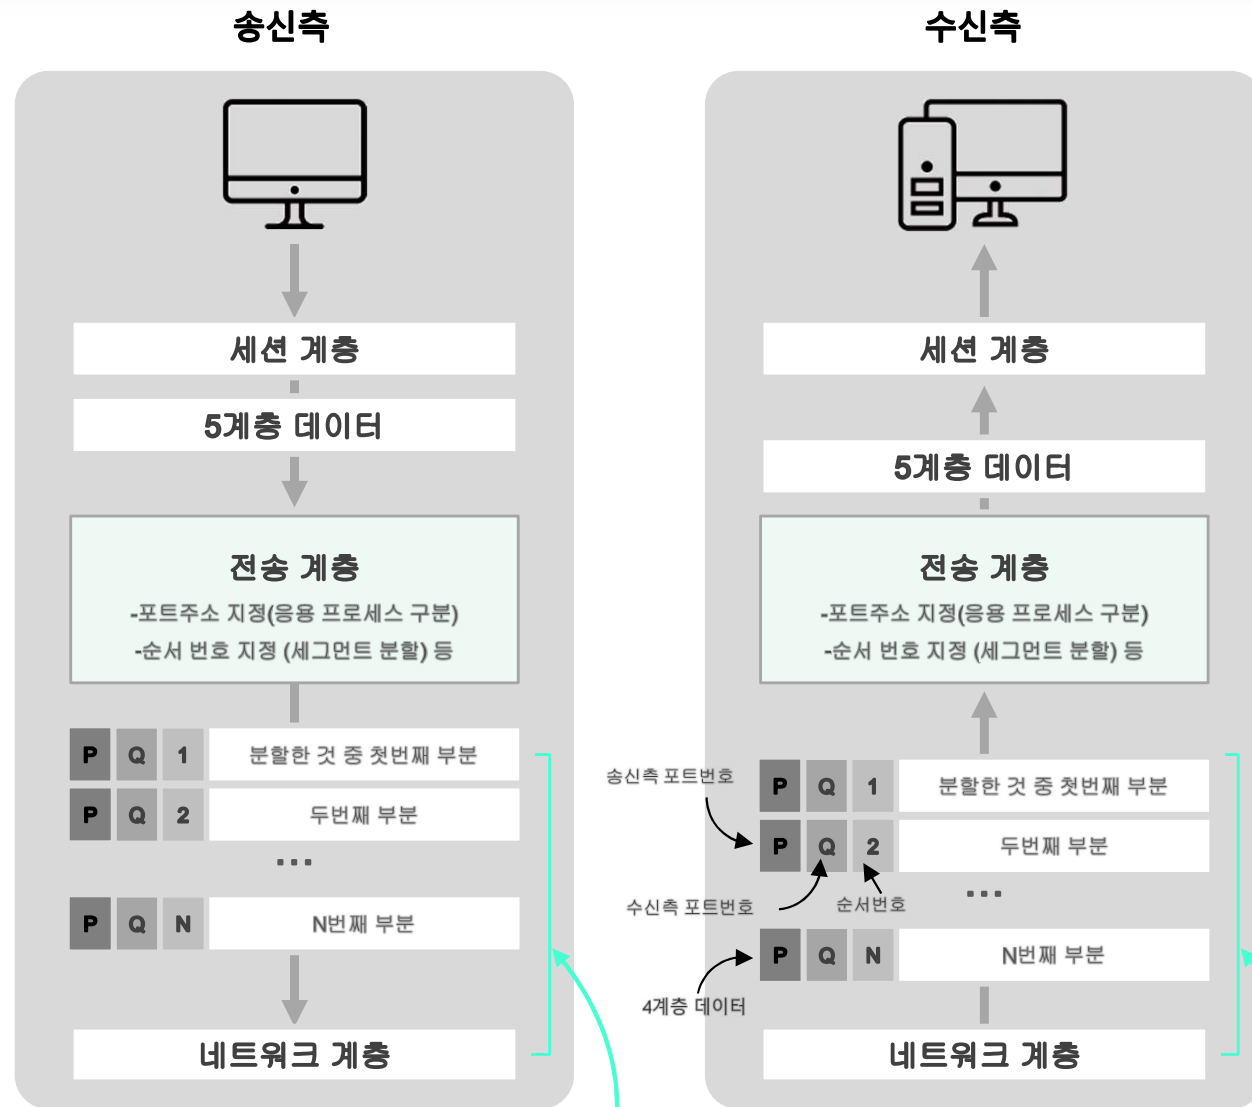 송신측
세션 계층
5계층 데이터
전송 계층
-포트주소 지정(응용 프로세스 구분)
-순서 번호 지정 (세그먼트 분할) 등
P Q 1 분할한 것 중 첫번째 부분
P Q 2 두번째 부분
...
P Q N N번째 부분
네트워크 계층
수신측
세션 계층
5계층 데이터
전송 계층
-포트주소 지정(응용 프로세스 구분)
-순서 번호 지정 (세그먼트 분할) 등
송신측 포트번호
P Q 1 분할한 것 중 첫번째 부분
P Q 2 두번째 부분
수신측 포트번호
순서번호
...
P Q N N번째 부분
4계층 데이터
네트워크 계층